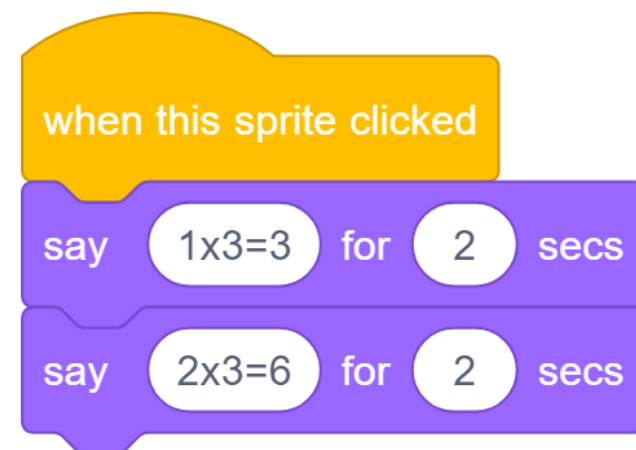 when this sprite clicked
say 1x3=3 for 2 secs
say 2x3=6 for 2 secs